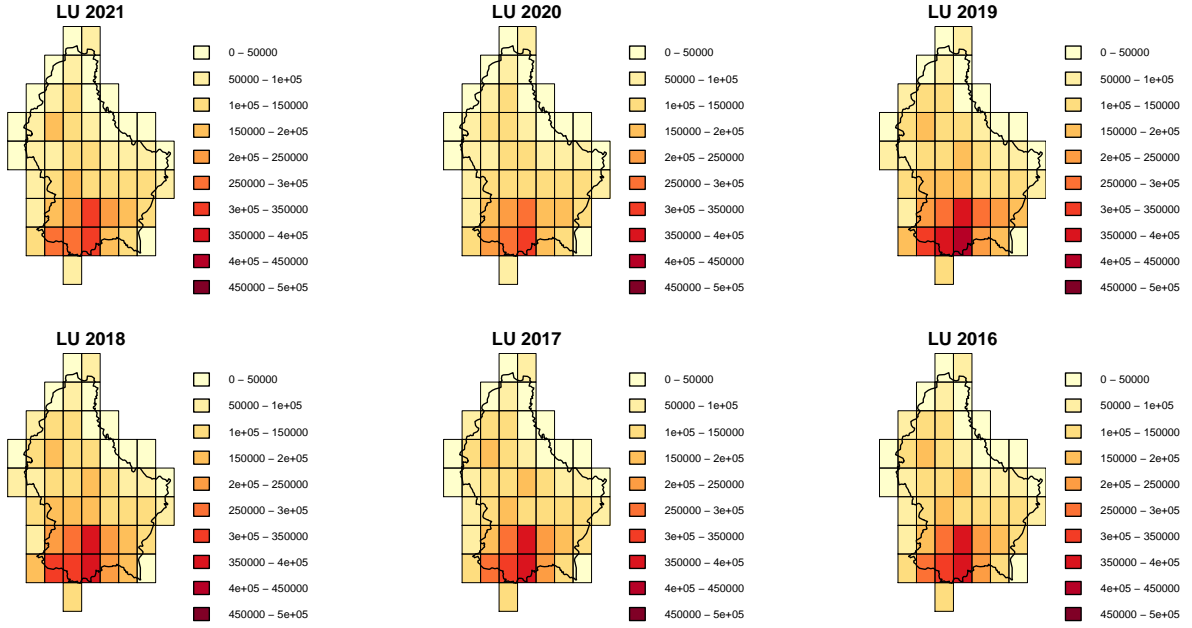 LU 2021
0 – 50000
50000 – 1e+05
1e+05 – 150000
150000 – 2e+05
2e+05 – 250000
250000 – 3e+05
3e+05 – 350000
350000 – 4e+05
4e+05 – 450000
450000 – 5e+05
LU 2020
0 – 50000
50000 – 1e+05
1e+05 – 150000
150000 – 2e+05
2e+05 – 250000
250000 – 3e+05
3e+05 – 350000
350000 – 4e+05
4e+05 – 450000
450000 – 5e+05
LU 2019
0 – 50000
50000 – 1e+05
1e+05 – 150000
150000 – 2e+05
2e+05 – 250000
250000 – 3e+05
3e+05 – 350000
350000 – 4e+05
4e+05 – 450000
450000 – 5e+05
LU 2018
0 – 50000
50000 – 1e+05
1e+05 – 150000
150000 – 2e+05
2e+05 – 250000
250000 – 3e+05
3e+05 – 350000
350000 – 4e+05
4e+05 – 450000
450000 – 5e+05
LU 2017
0 – 50000
50000 – 1e+05
1e+05 – 150000
150000 – 2e+05
2e+05 – 250000
250000 – 3e+05
3e+05 – 350000
350000 – 4e+05
4e+05 – 450000
450000 – 5e+05
LU 2016
0 – 50000
50000 – 1e+05
1e+05 – 150000
150000 – 2e+05
2e+05 – 250000
250000 – 3e+05
3e+05 – 350000
350000 – 4e+05
4e+05 – 450000
450000 – 5e+05